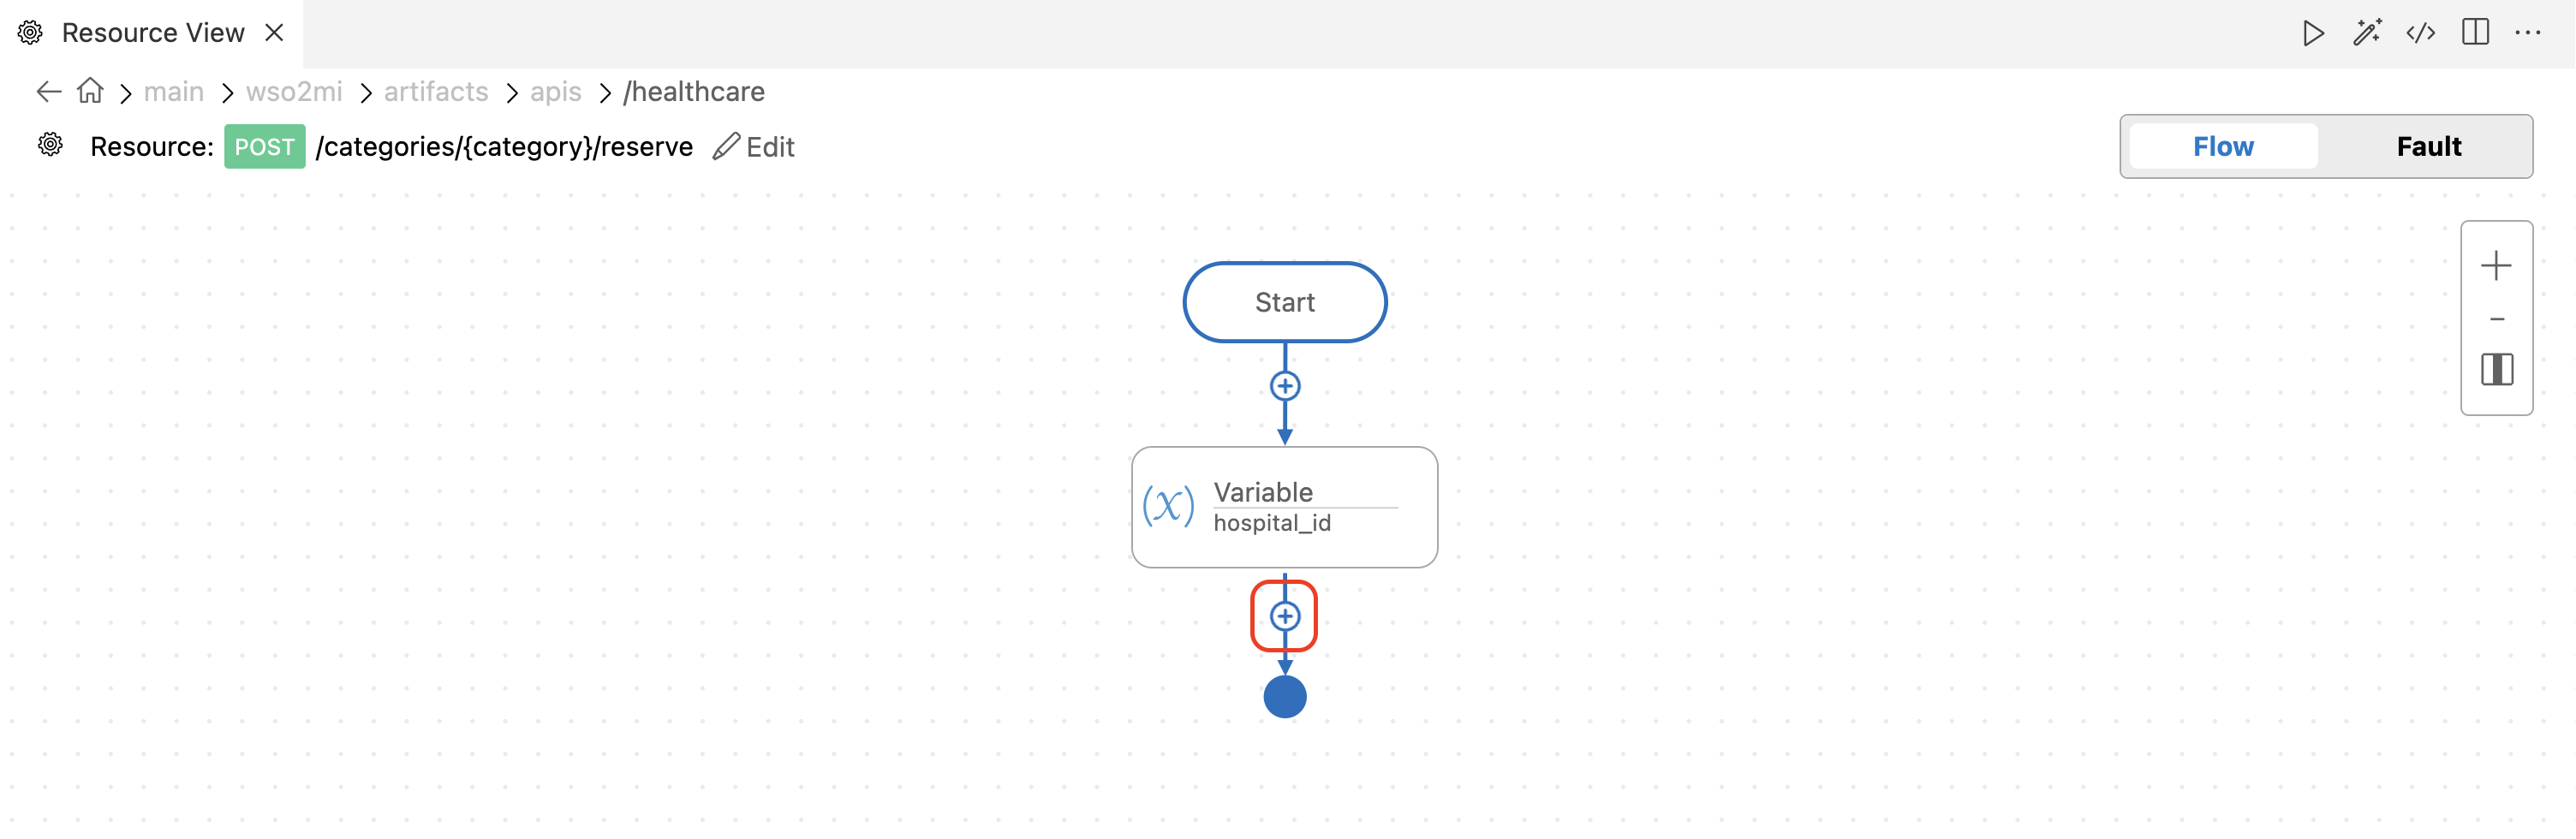 Resource View
main > wso2mi > artifacts > apis > /healthcare
Resource: POST /categories/{category}/reserve Edit
Flow Fault
Start
(x) Variable
hospital_id